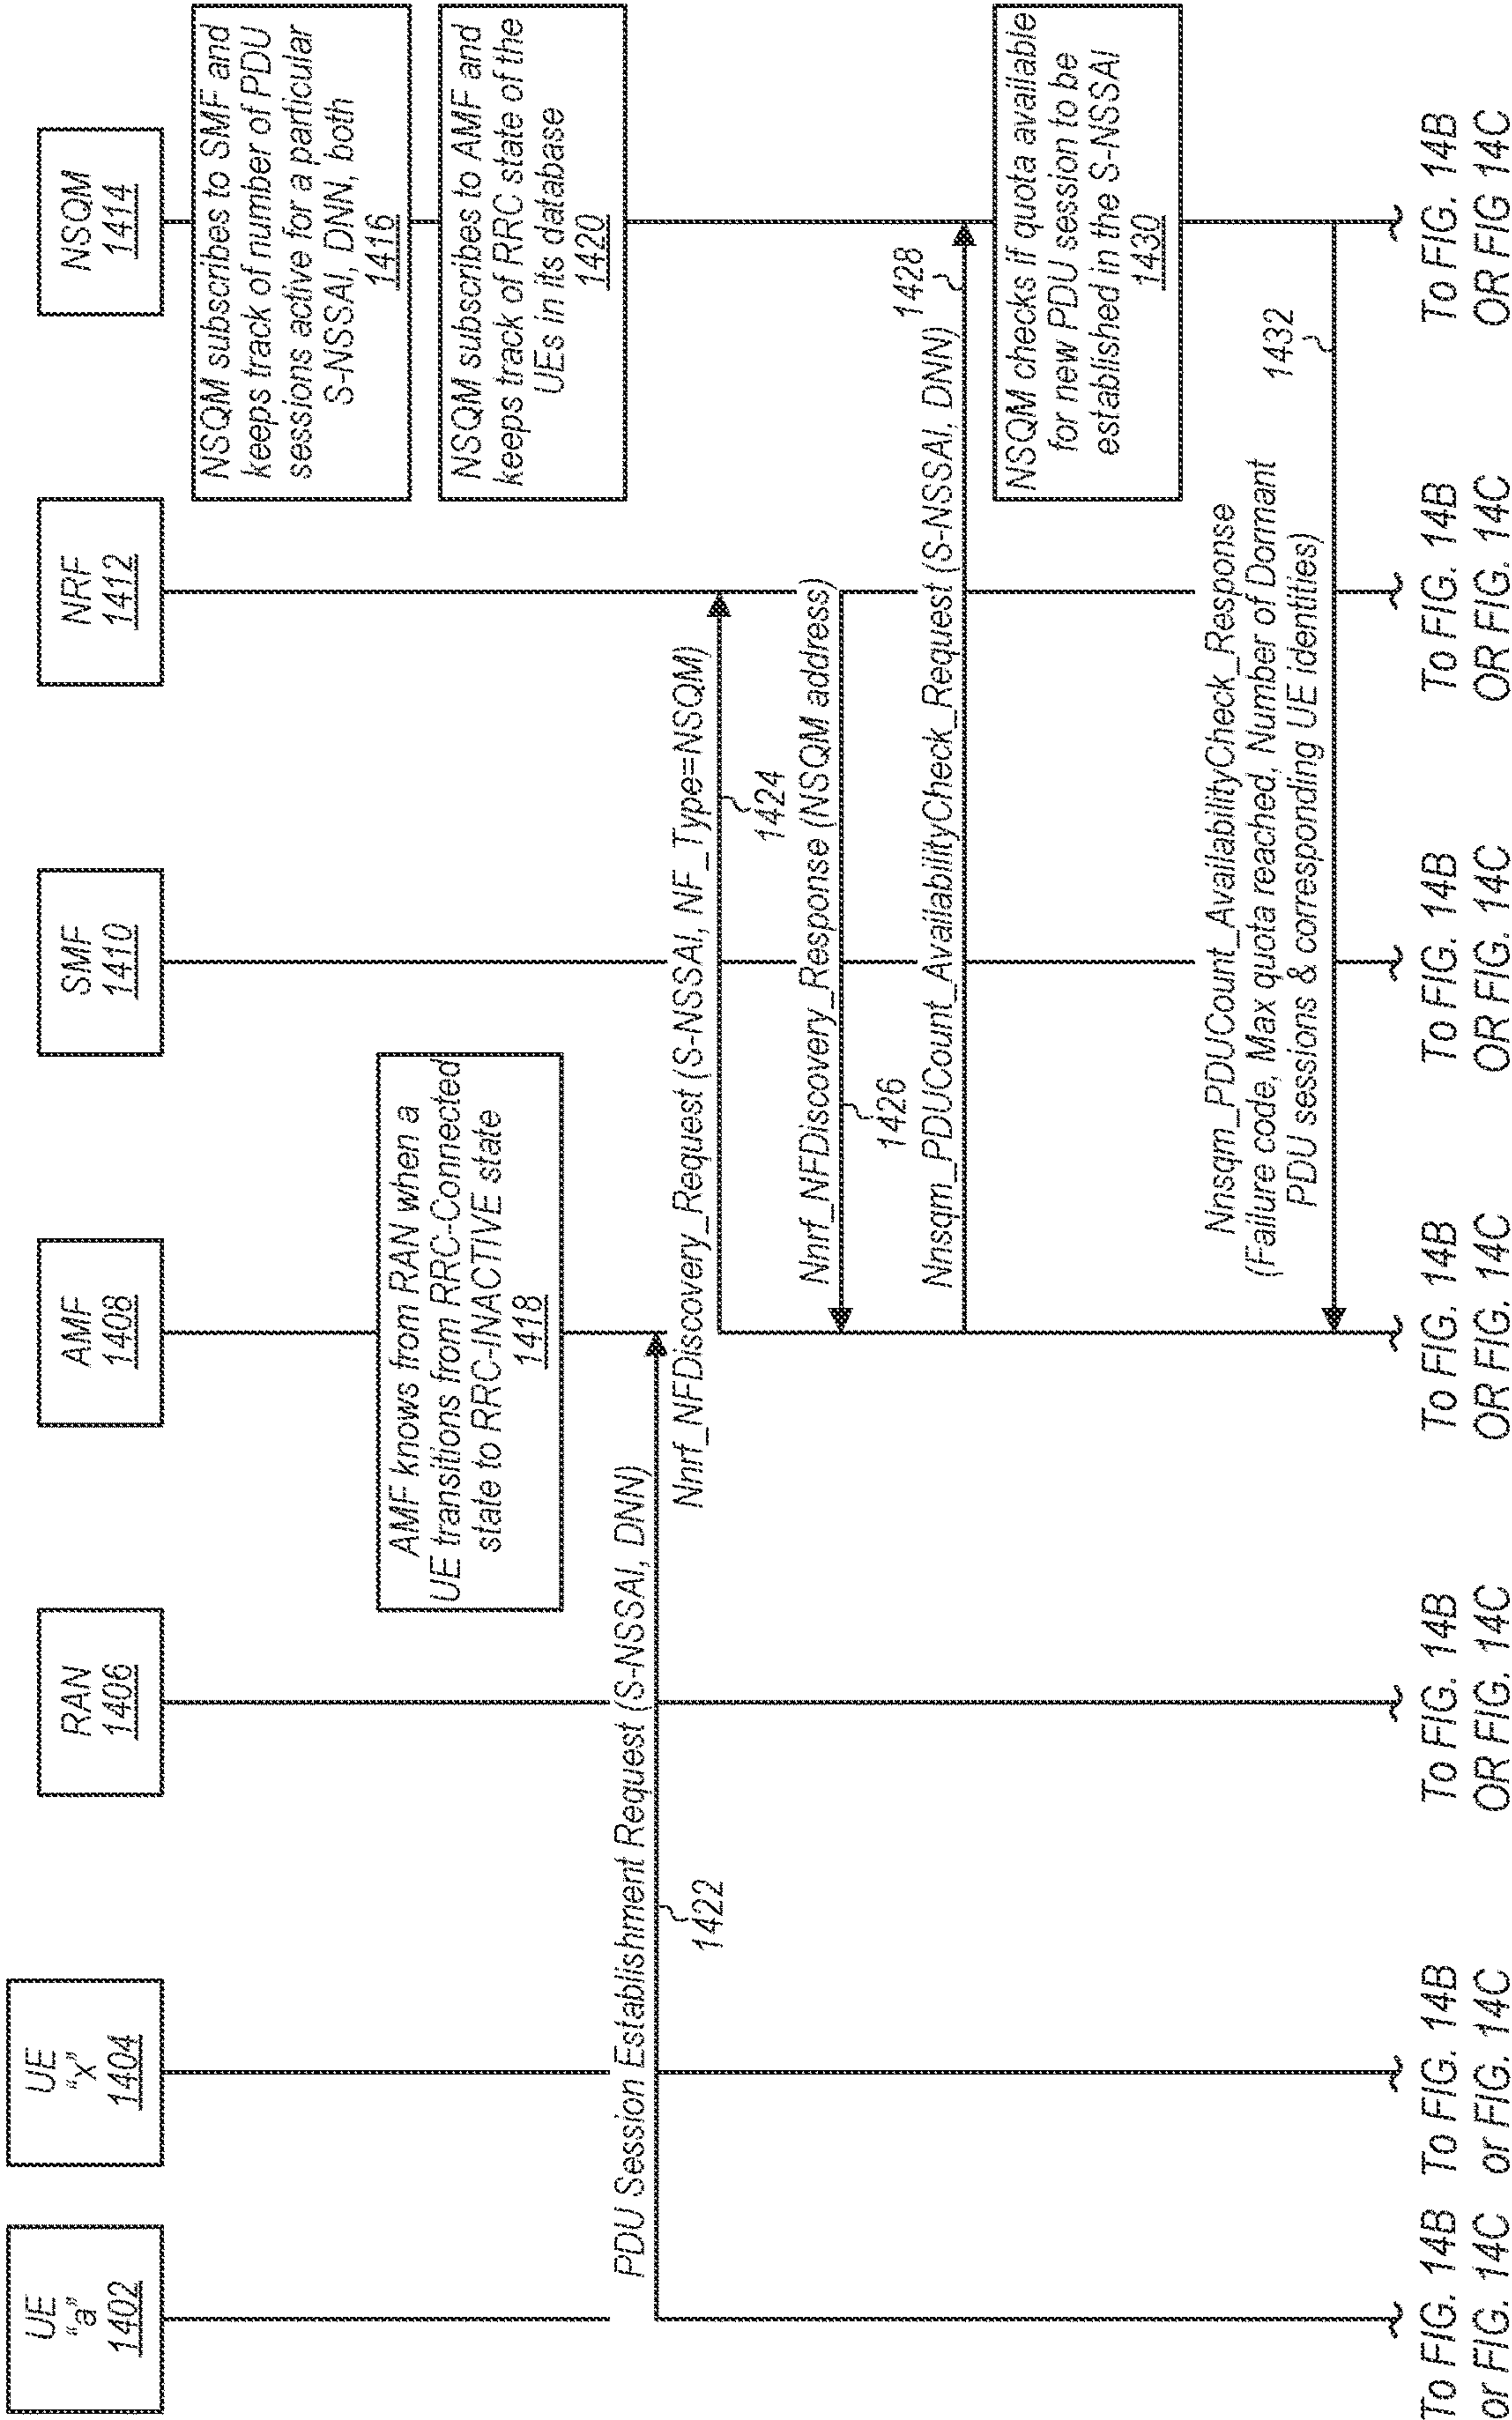 UE
“a”
1402
UE
“x”
1404
RAN
1406
AMF
1408
SMF
1410
NRF
1412
NSQM
1414
NSQM subscribes to SMF and
keeps track of number of PDU
sessions active for a particular
S-NSSAI, DNN, both
1416
AMF knows from RAN when a
UE transitions from RRC-Connected
state to RRC-INACTIVE state
1418
NSQM subscribes to AMF and
keeps track of RRC state of the
UEs in its database
1420
PDU Session Establishment Request (S-NSSAI, DNN)
1422
Nnrf_NFDiscovery_Request (S-NSSAI, NF_Type=NSQM)
1424
Nnrf_NFDiscovery_Response (NSQM address)
1426
Nnsqm_PDUCount_AvailabilityCheck_Request (S-NSSAI, DNN)
1428
NSQM checks if quota available
for new PDU session to be
established in the S-NSSAI
1430
Nnsqm_PDUCount_AvailabilityCheck_Response
(Failure code, Max quota reached, Number of Dormant
PDU sessions & corresponding UE identities)
1432
To FIG. 14B
or FIG. 14C
To FIG. 14B
or FIG. 14C
To FIG. 14B
OR FIG. 14C
To FIG. 14B
OR FIG. 14C
To FIG. 14B
OR FIG. 14C
To FIG. 14B
OR FIG. 14C
To FIG. 14B
OR FIG 14C